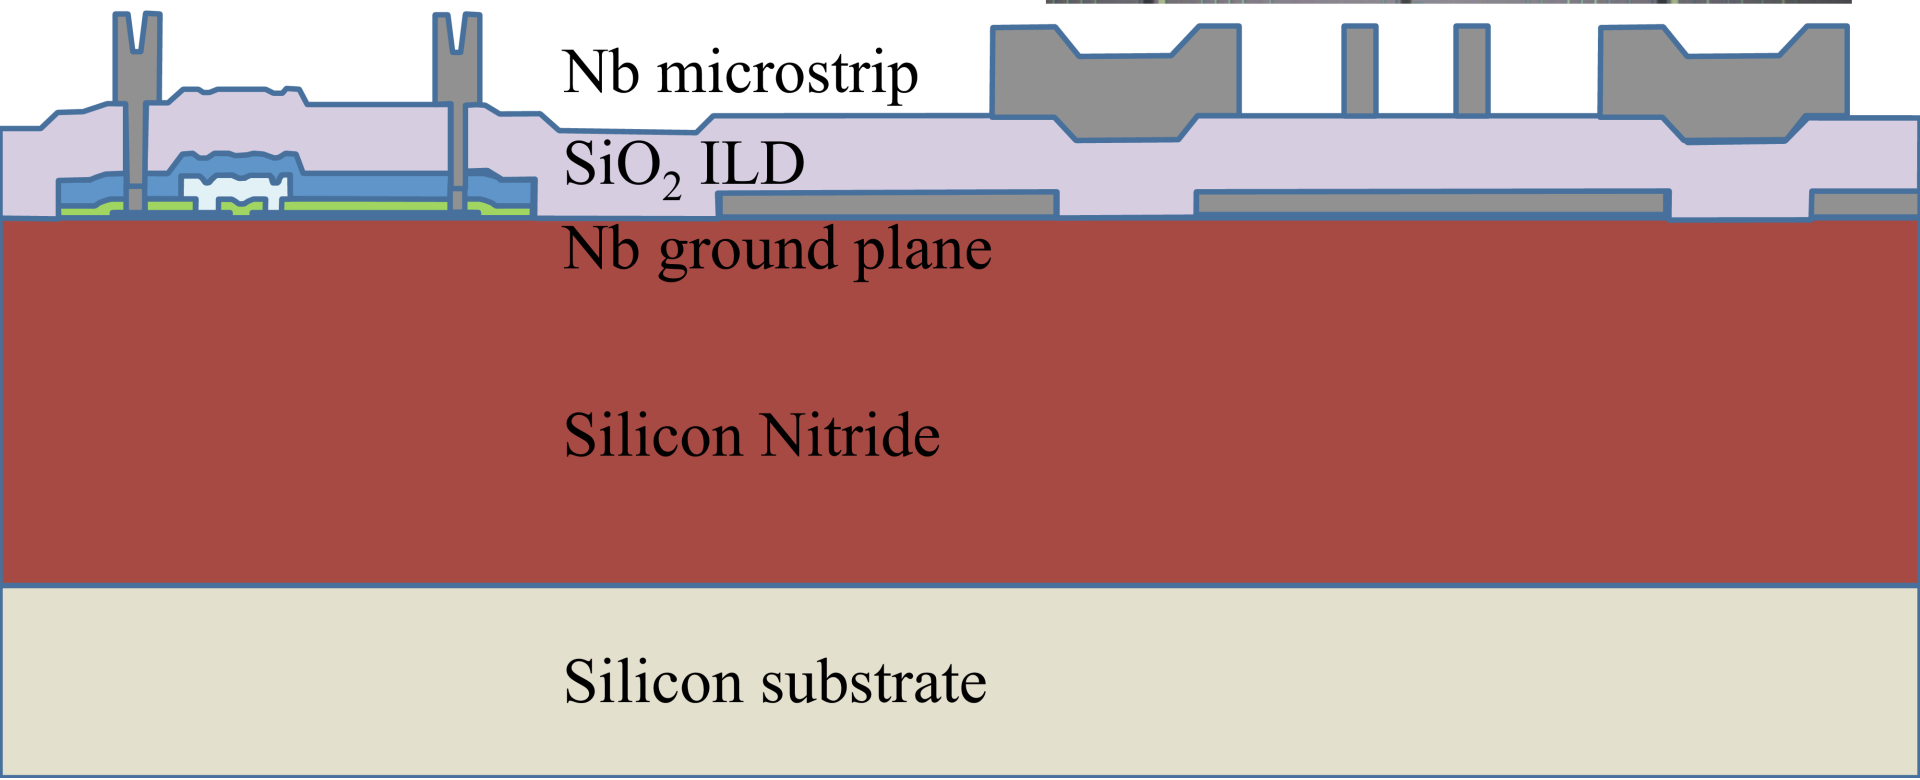 Nb microstrip
SiO₂ ILD
Nb ground plane
Silicon Nitride
Silicon substrate